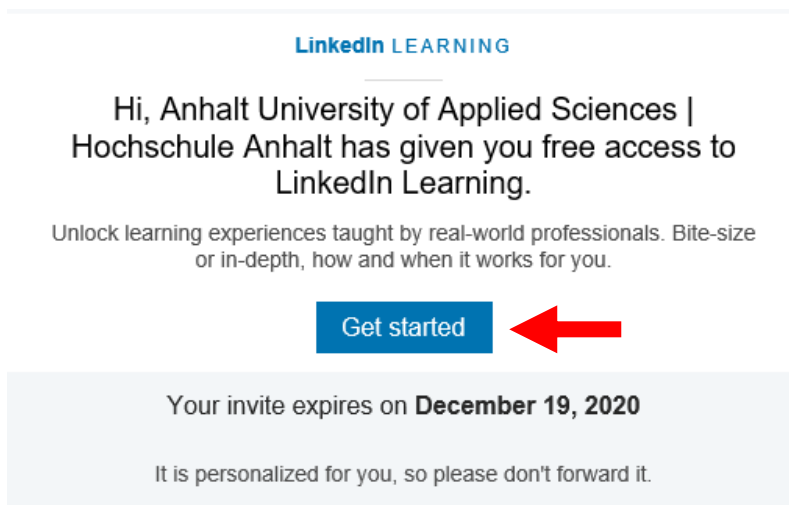 LinkedIn LEARNING
Hi, Anhalt University of Applied Sciences |
Hochschule Anhalt has given you free access to
LinkedIn Learning.
Unlock learning experiences taught by real-world professionals. Bite-size
or in-depth, how and when it works for you.
Get started
Your invite expires on December 19, 2020
It is personalized for you, so please don't forward it.